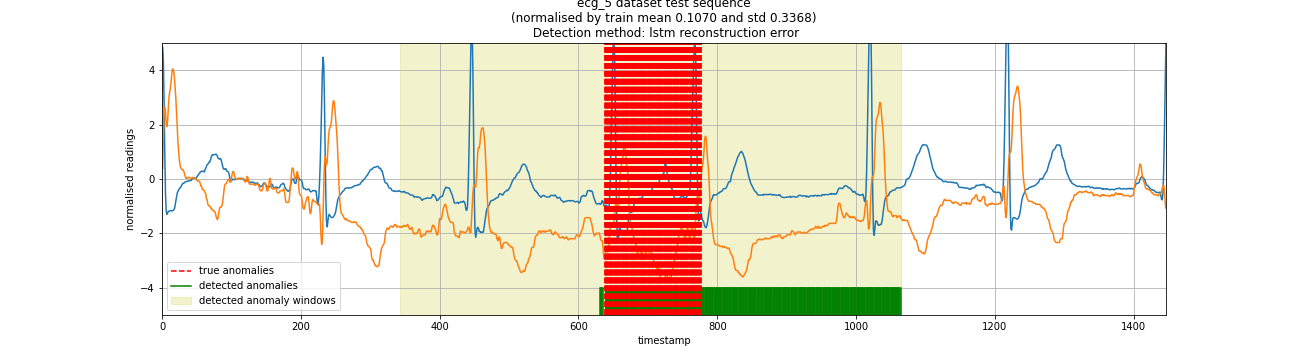 ecg_5 dataset test sequence
(normalised by train mean 0.1070 and std 0.3368)
Detection method: lstm reconstruction error
normalised readings
4
2
0
−2
−4
true anomalies
detected anomalies
detected anomaly windows
0 200 400 600 800 1000 1200 1400
timestamp